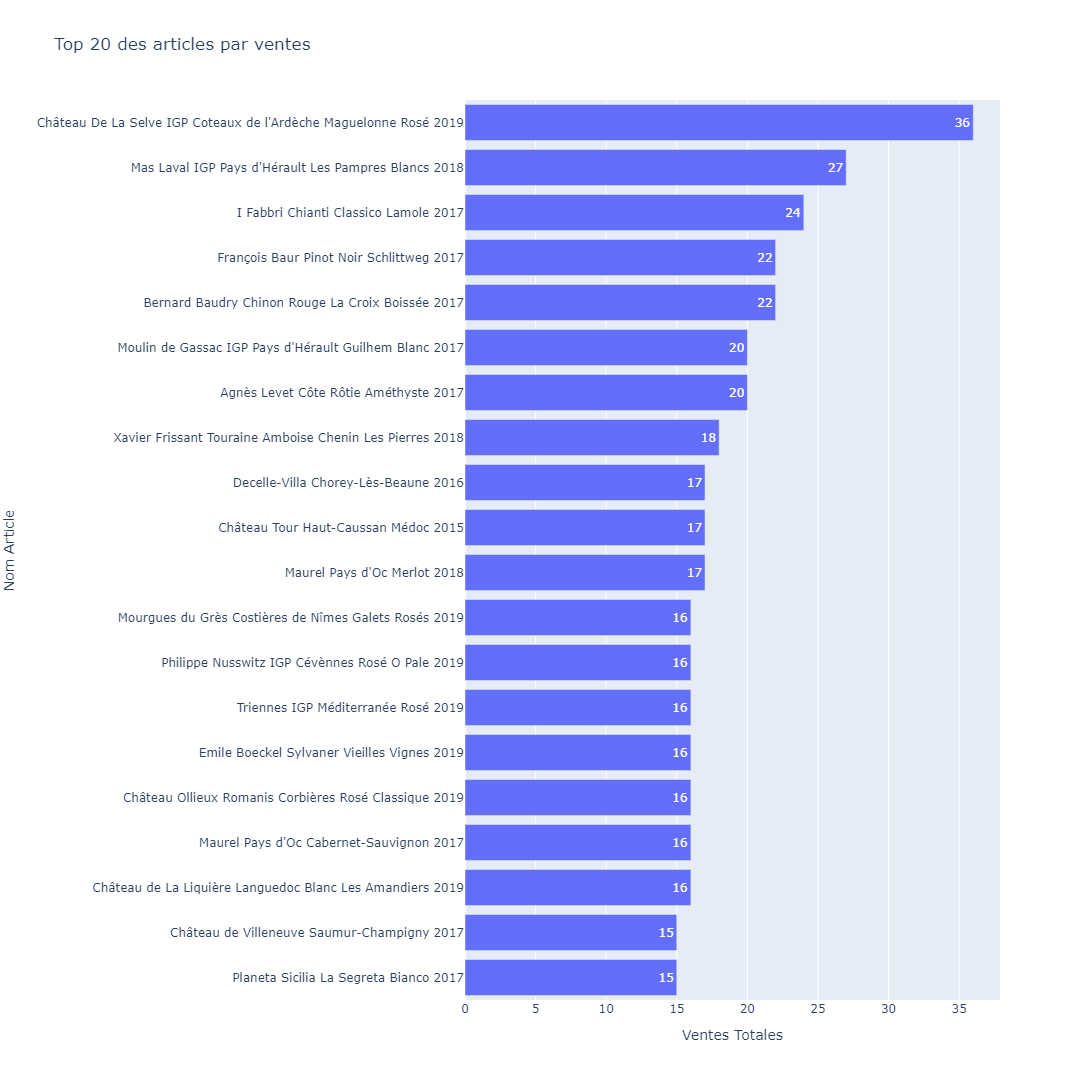 Top 20 des articles par ventes
Château De La Selve IGP Coteaux de l'Ardèche Maguelonne Rosé 2019 36
Mas Laval IGP Pays d'Hérault Les Pampres Blancs 2018 27
I Fabbri Chianti Classico Lamole 2017 24
François Baur Pinot Noir Schlittweg 2017 22
Bernard Baudry Chinon Rouge La Croix Boissée 2017 22
Moulin de Gassac IGP Pays d'Hérault Guilhem Blanc 2017 20
Agnès Levet Côte Rôtie Améthyste 2017 20
Xavier Frissant Touraine Amboise Chenin Les Pierres 2018 18
Decelle-Villa Chorey-Lès-Beaune 2016 17
Château Tour Haut-Caussan Médoc 2015 17
Maurel Pays d'Oc Merlot 2018 17
Mourgues du Grès Costières de Nîmes Galets Rosés 2019 16
Philippe Nusswitz IGP Cévènnes Rosé O Pale 2019 16
Triennes IGP Méditerranée Rosé 2019 16
Emile Boeckel Sylvaner Vieilles Vignes 2019 16
Château Ollieux Romanis Corbières Rosé Classique 2019 16
Maurel Pays d'Oc Cabernet-Sauvignon 2017 16
Château de La Liquière Languedoc Blanc Les Amandiers 2019 16
Château de Villeneuve Saumur-Champigny 2017 15
Planeta Sicilia La Segreta Bianco 2017 15
0 5 10 15 20 25 30 35
Ventes Totales
Nom Article